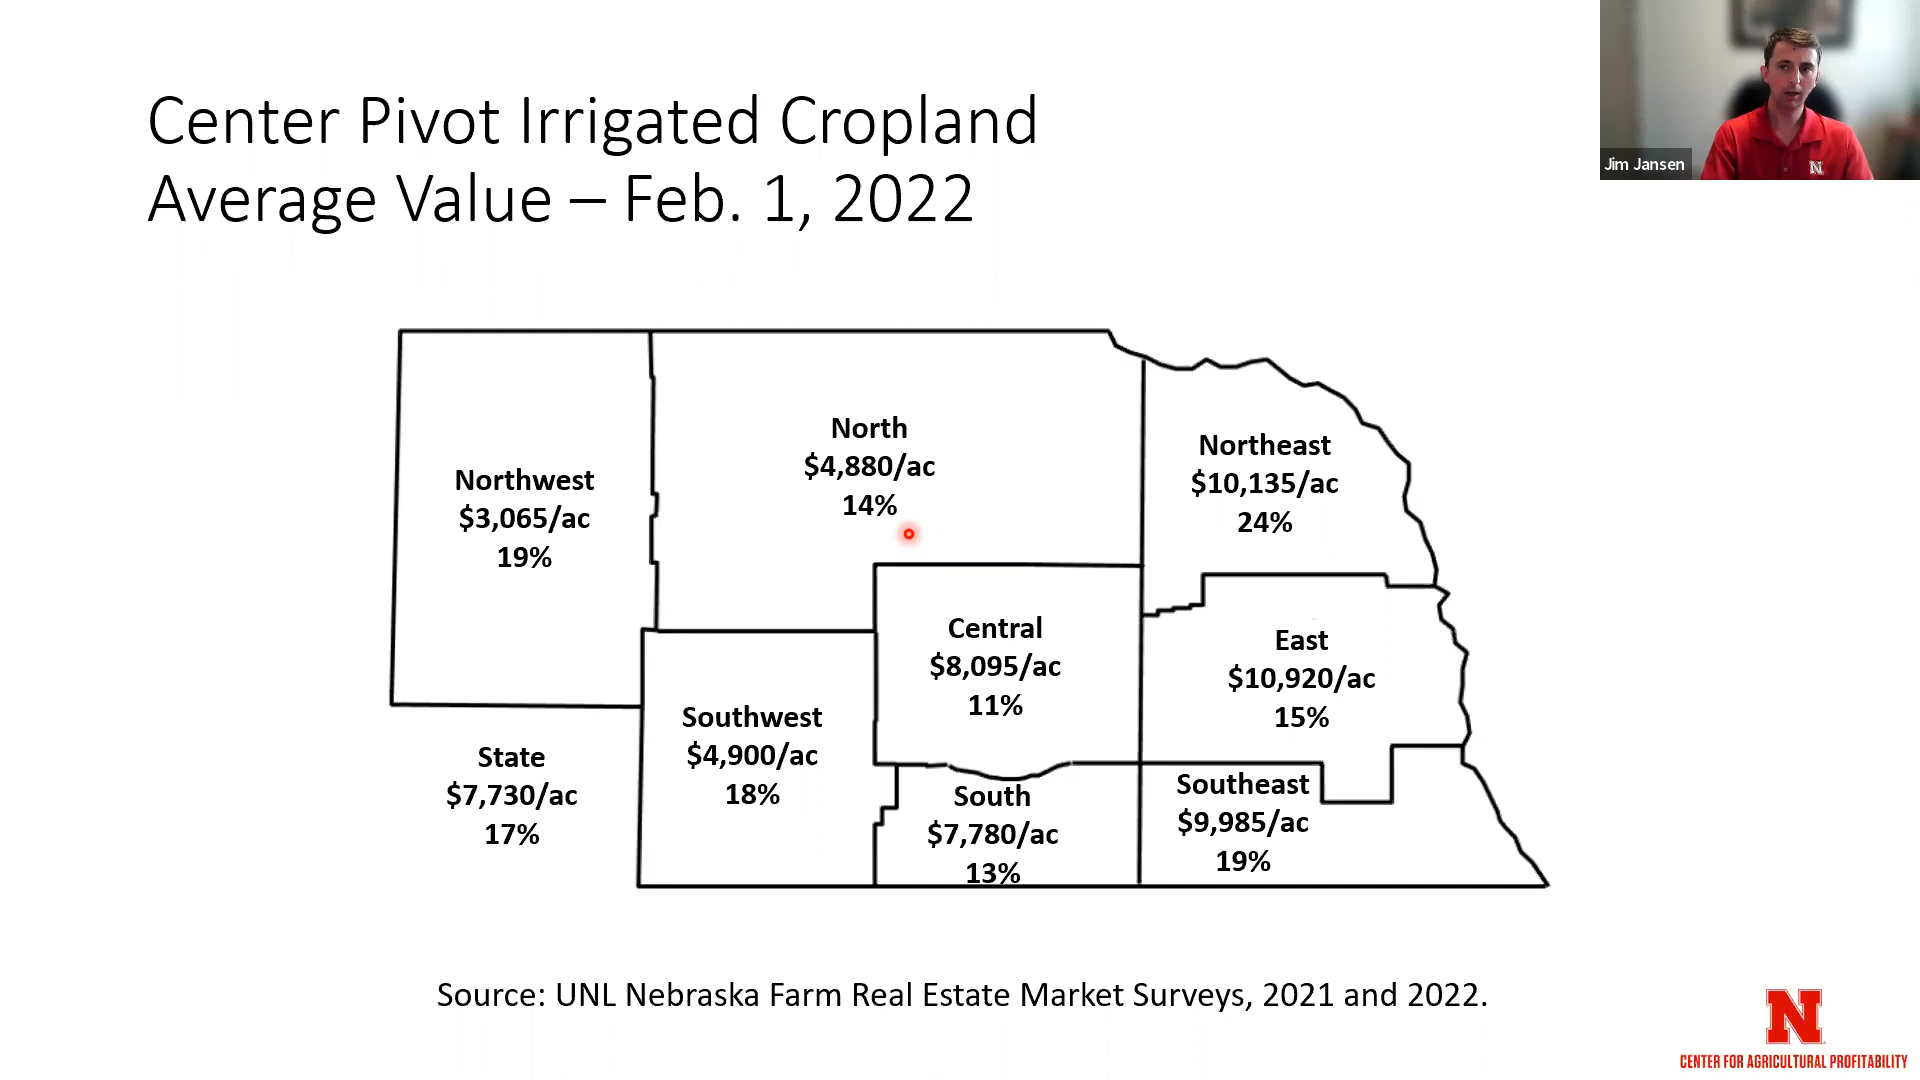 Center Pivot Irrigated Cropland
Average Value – Feb. 1, 2022
Jim Jansen
N
North
$4,880/ac
14%
Northeast
$10,135/ac
24%
Northwest
$3,065/ac
19%
Central
$8,095/ac
11%
East
$10,920/ac
15%
Southwest
$4,900/ac
18%
State
$7,730/ac
17%
South
$7,780/ac
13%
Southeast
$9,985/ac
19%
Source: UNL Nebraska Farm Real Estate Market Surveys, 2021 and 2022.
N
CENTER FOR AGRICULTURAL PROFITABILITY